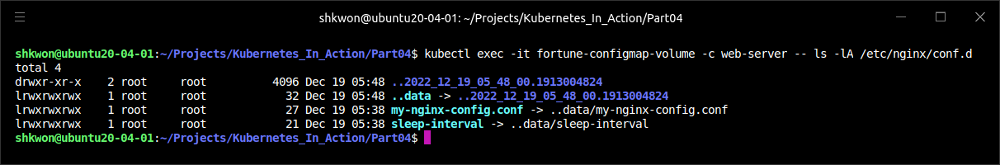 shkwon@ubuntu20-04-01: ~/Projects/Kubernetes_In_Action/Part04
shkwon@ubuntu20-04-01:~/Projects/Kubernetes_In_Action/Part04$ kubectl exec -it fortune-configmap-volume -c web-server -- ls -lA /etc/nginx/conf.d
total 4
drwxr-xr-x    2 root     root          4096 Dec 19 05:48 ..2022_12_19_05_48_00.1913004824
lrwxrwxrwx    1 root     root            32 Dec 19 05:48 ..data -> ..2022_12_19_05_48_00.1913004824
lrwxrwxrwx    1 root     root            27 Dec 19 05:38 my-nginx-config.conf -> ..data/my-nginx-config.conf
lrwxrwxrwx    1 root     root            21 Dec 19 05:38 sleep-interval -> ..data/sleep-interval
shkwon@ubuntu20-04-01:~/Projects/Kubernetes_In_Action/Part04$